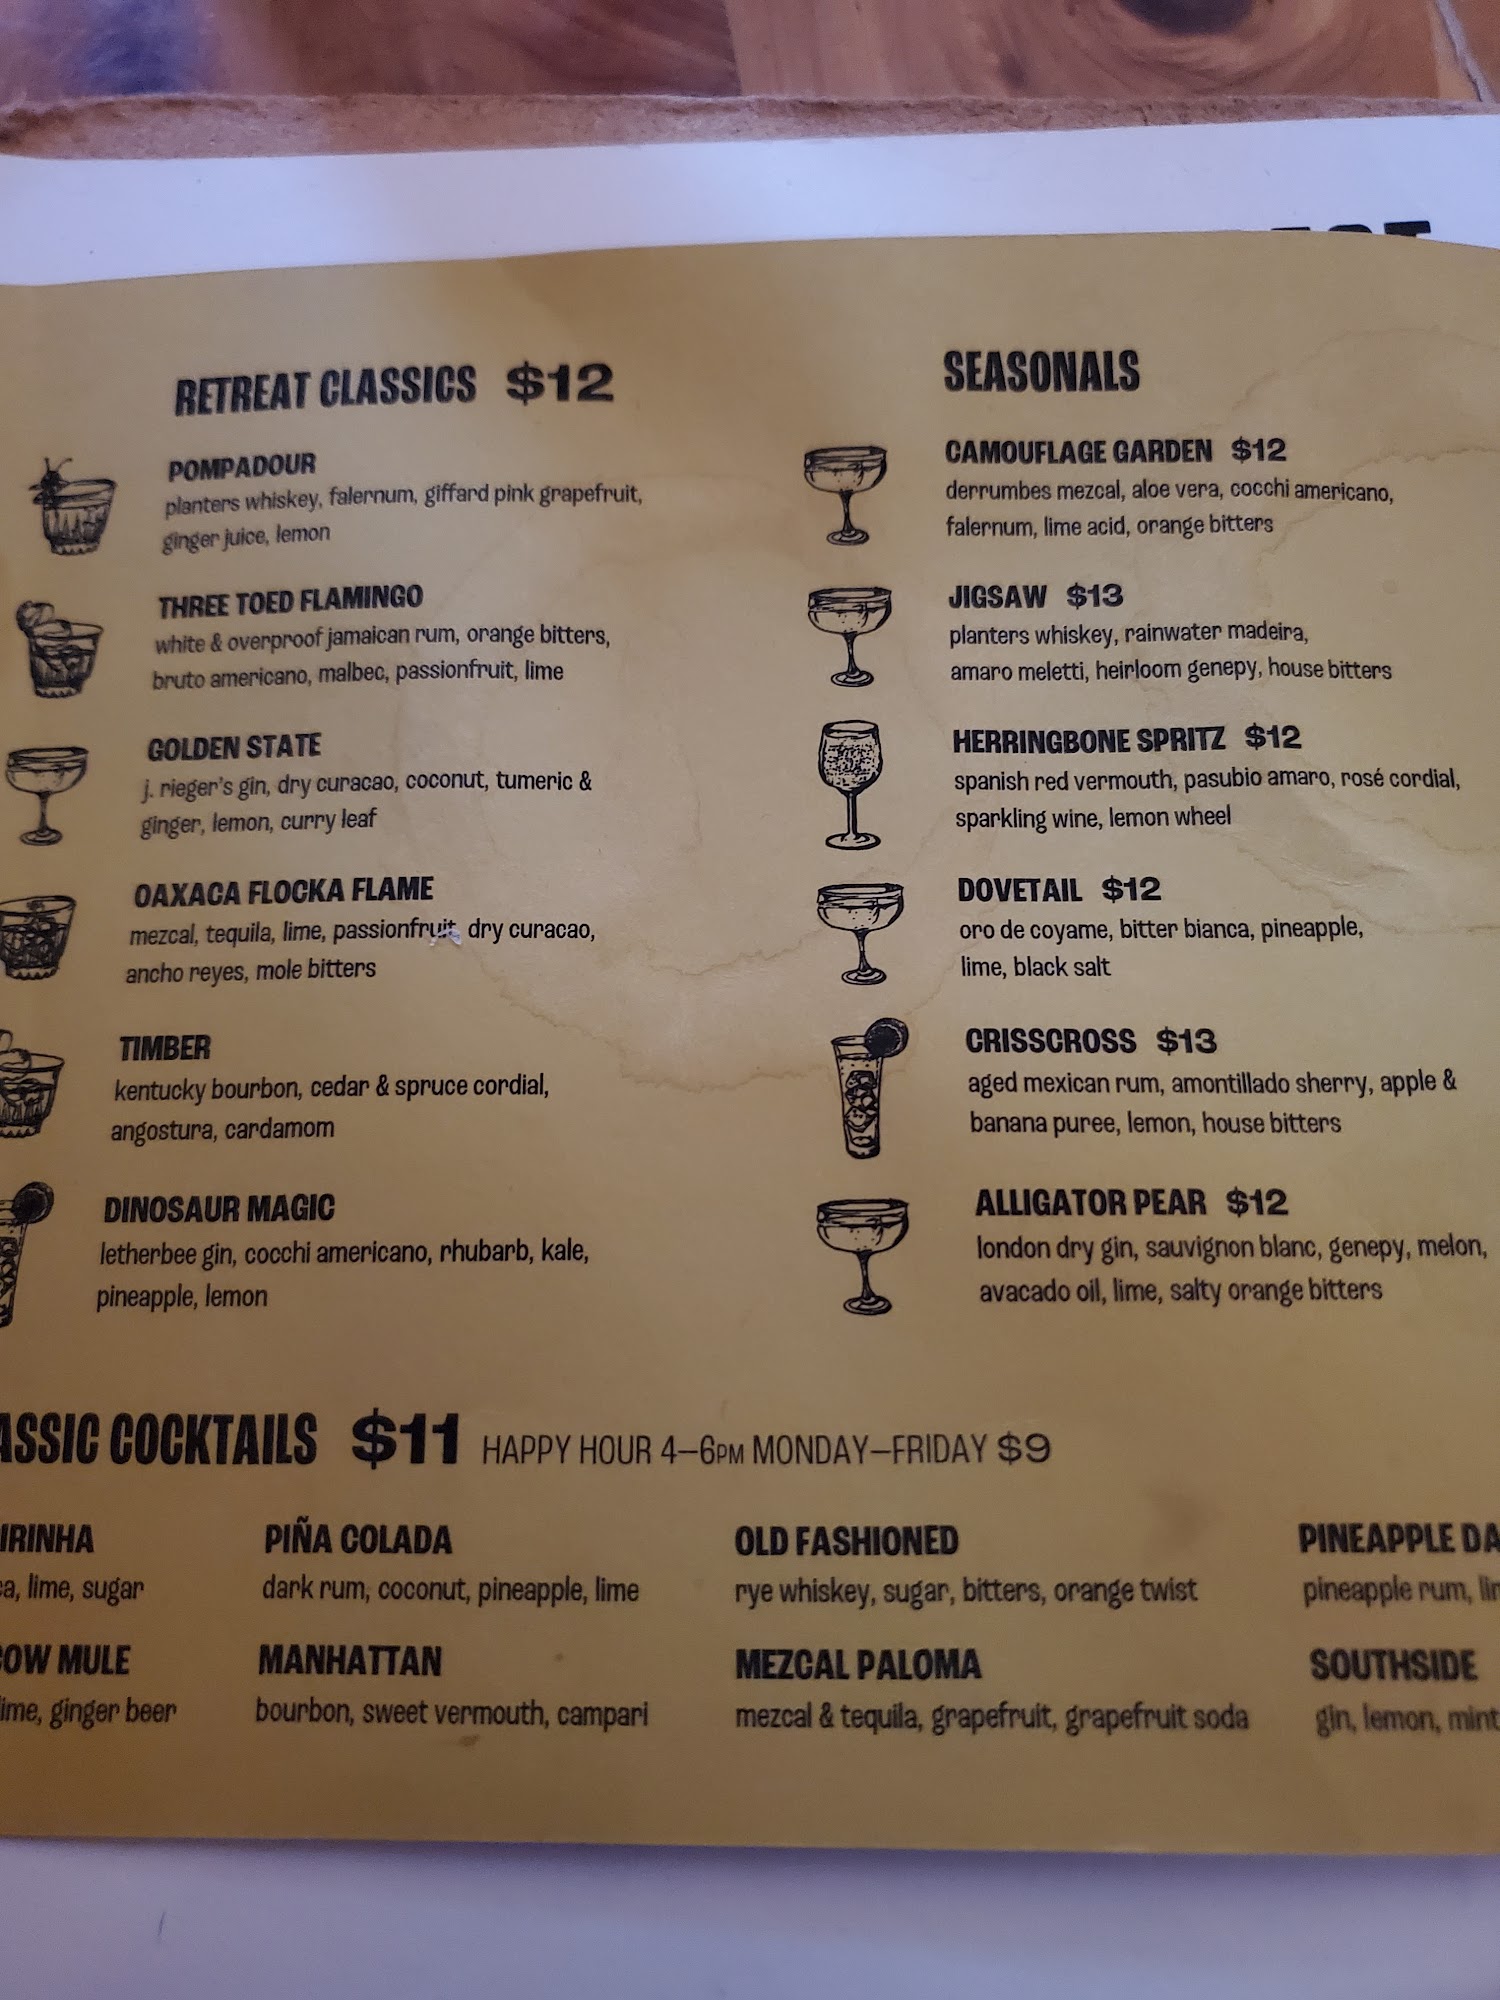 RETREAT CLASSICS $12
POMPADOUR
planters whiskey, falernum, giffard pink grapefruit,
ginger juice, lemon
THREE TOED FLAMINGO
white & overproof jamaican rum, orange bitters,
bruto americano, malbec, passionfruit, lime
GOLDEN STATE
j. rieger's gin, dry curacao, coconut, tumeric &
ginger, lemon, curry leaf
OAXACA FLOCKA FLAME
mezcal, tequila, lime, passionfruit, dry curacao,
ancho reyes, mole bitters
TIMBER
kentucky bourbon, cedar & spruce cordial,
angostura, cardamom
DINOSAUR MAGIC
letherbee gin, cocchi americano, rhubarb, kale,
pineapple, lemon
SEASONALS
CAMOUFLAGE GARDEN $12
derrumbes mezcal, aloe vera, cocchi americano,
falernum, lime acid, orange bitters
JIGSAW $13
planters whiskey, rainwater madeira,
amaro meletti, heirloom genepy, house bitters
HERRINGBONE SPRITZ $12
spanish red vermouth, pasubio amaro, rosé cordial,
sparkling wine, lemon wheel
DOVETAIL $12
oro de coyame, bitter bianca, pineapple,
lime, black salt
CRISSCROSS $13
aged mexican rum, amontillado sherry, apple &
banana puree, lemon, house bitters
ALLIGATOR PEAR $12
london dry gin, sauvignon blanc, genepy, melon,
avacado oil, lime, salty orange bitters
ASSIC COCKTAILS $11 HAPPY HOUR 4–6PM MONDAY–FRIDAY $9
IRINHA
ca, lime, sugar
COW MULE
lime, ginger beer
PIÑA COLADA
dark rum, coconut, pineapple, lime
MANHATTAN
bourbon, sweet vermouth, campari
OLD FASHIONED
rye whiskey, sugar, bitters, orange twist
MEZCAL PALOMA
mezcal & tequila, grapefruit, grapefruit soda
PINEAPPLE DA
pineapple rum, lim
SOUTHSIDE
gin, lemon, mint